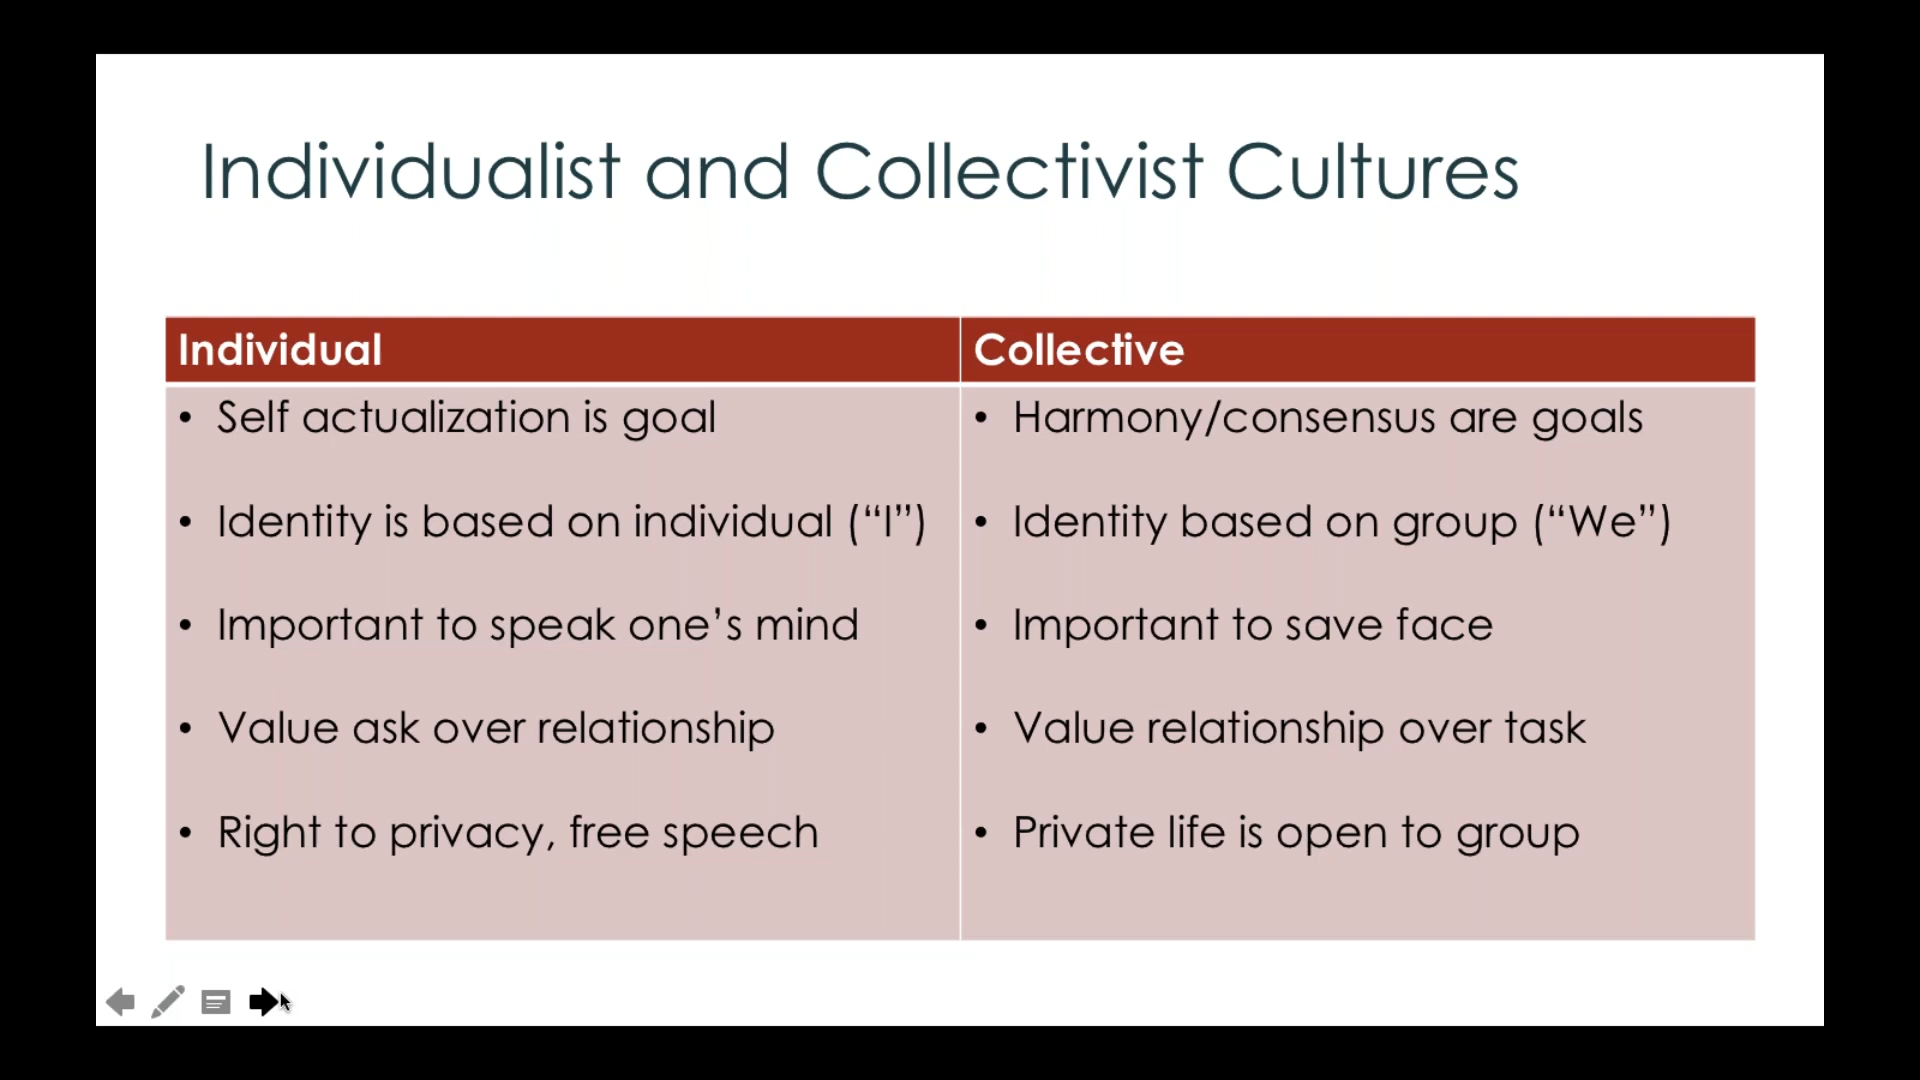 Individualist and Collectivist Cultures
Individual
• Self actualization is goal
• Identity is based on individual (“I”)
• Important to speak one’s mind
• Value ask over relationship
• Right to privacy, free speech
Collective
• Harmony/consensus are goals
• Identity based on group (“We”)
• Important to save face
• Value relationship over task
• Private life is open to group